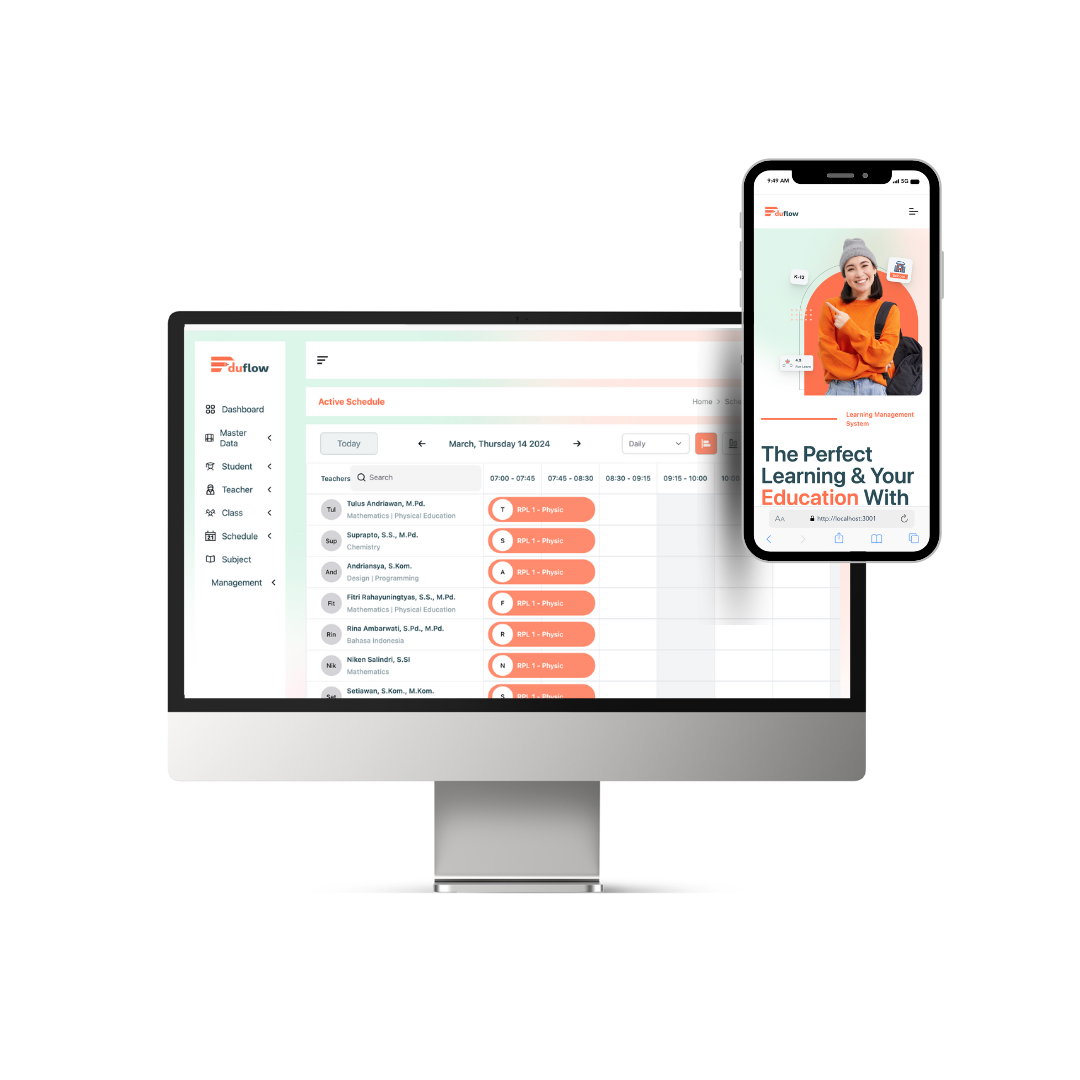 9:49 AM
5G
duflow
K-12
4.9
Learning Management
System
The Perfect
Learning & Your
Education With
AA
http://localhost:3001
duflow
Dashboard
Master
Data
Student
Teacher
Class
Schedule
Subject
Management
Active Schedule
Home > Sche
Today
March, Thursday 14 2024
Daily
Teachers
Search
07:00 - 07:45
07:45 - 08:30
08:30 - 09:15
09:15 - 10:00
10:00
Tul
Tulus Andriawan, M.Pd.
Mathematics | Physical Education
T
RPL 1 - Physic
Sup
Suprapto, S.S., M.Pd.
Chemistry
S
RPL 1 - Physic
And
Andriansya, S.Kom.
Design | Programming
A
RPL 1 - Physic
Fit
Fitri Rahayuningtyas, S.S., M.Pd.
Mathematics | Physical Education
F
RPL 1 - Physic
Rin
Rina Ambarwati, S.Pd., M.Pd.
Bahasa Indonesia
R
RPL 1 - Physic
Nik
Niken Salindri, S.SI
Mathematics
N
RPL 1 - Physic
Set
Setiawan, S.Kom., M.Kom.
S
RPL 1 - Physic